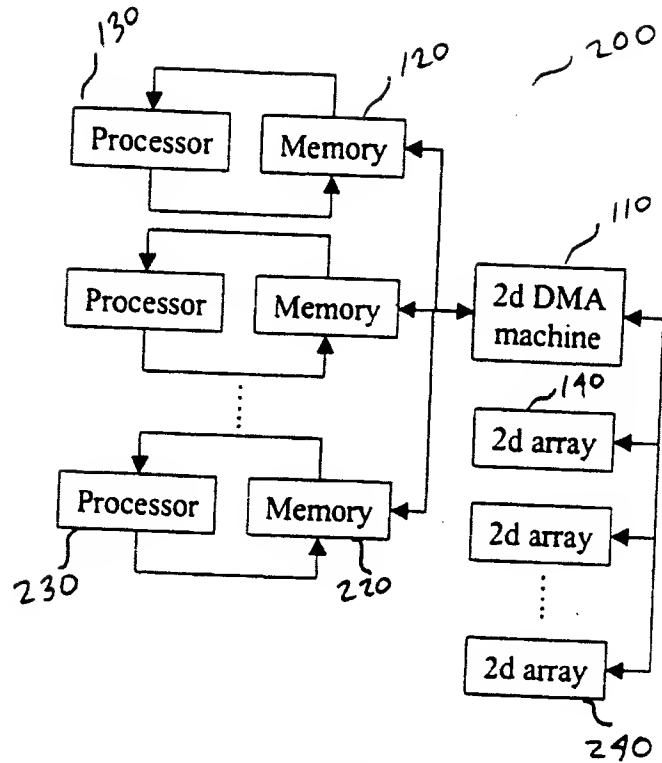 130
120
200
Processor
Memory
110
Processor
Memory
2d DMA
machine
140
2d array
Processor
Memory
2d array
230
220
2d array
240